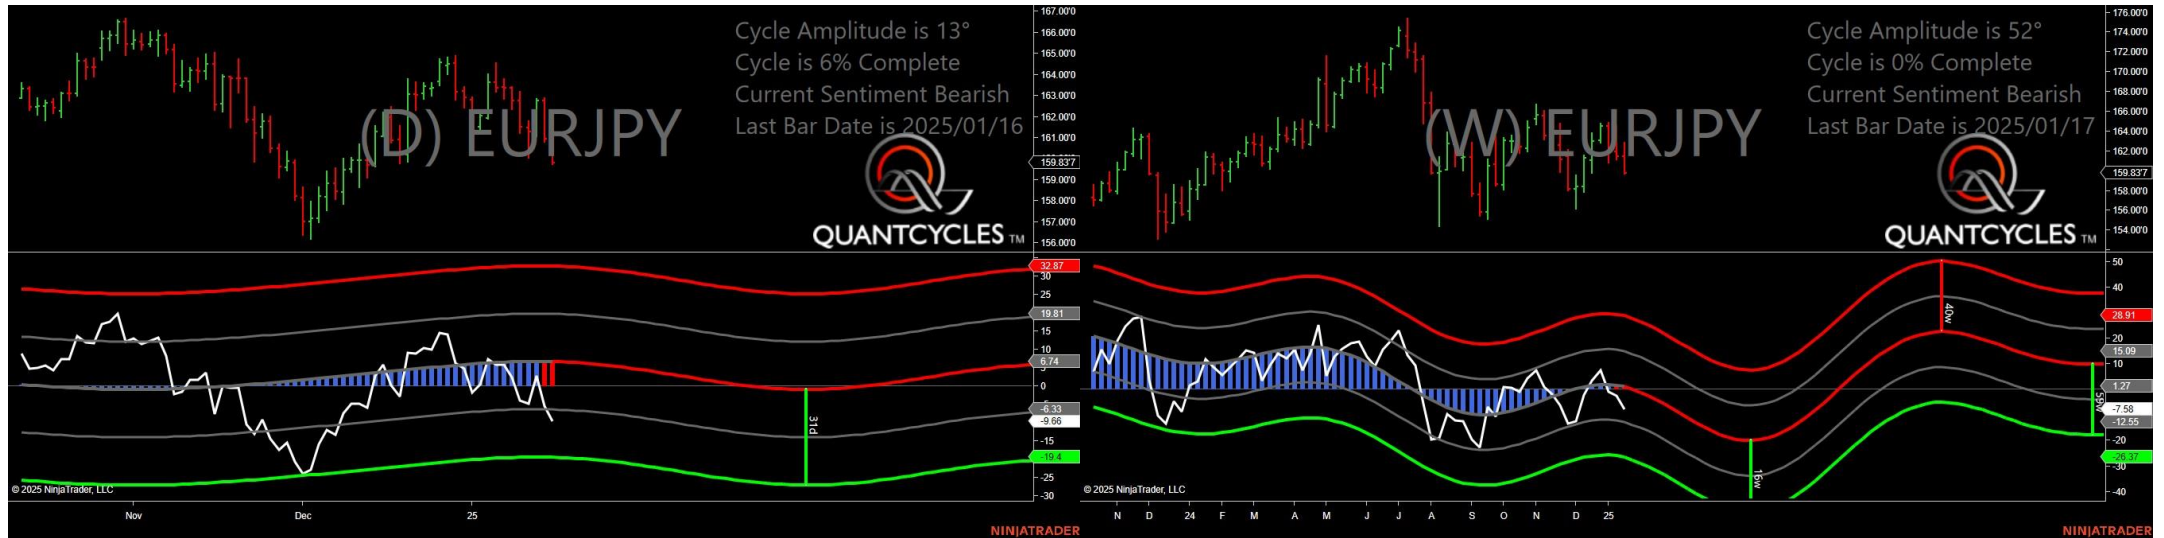 Cycle Amplitude is 13°
Cycle is 6% Complete
Current Sentiment Bearish
Last Bar Date is 2025/01/16
(D) EURJPY
QUANTCYCLES TM
167.00'0
166.00'0
165.00'0
164.00'0
163.00'0
162.00'0
161.00'0
159.83'7
159.00'0
158.00'0
157.00'0
156.00'0
32.87
30
25
19.81
15
10
6.74
0
-6.33
-9.66
-15
-19.4
-25
-30
31d
© 2025 NinjaTrader, LLC
Nov
Dec
25
NINJATRADER
Cycle Amplitude is 52°
Cycle is 0% Complete
Current Sentiment Bearish
Last Bar Date is 2025/01/17
(W) EURJPY
QUANTCYCLES TM
176.00'0
174.00'0
172.00'0
170.00'0
168.00'0
166.00'0
164.00'0
162.00'0
159.83'7
158.00'0
156.00'0
154.00'0
50
40
28.91
20
15.09
10
1.27
-7.58
-12.55
-20
-26.37
-30
-40
40w
16w
59w
© 2025 NinjaTrader, LLC
N
D
24
F
M
A
M
J
J
A
S
O
N
D
25
NINJATRADER